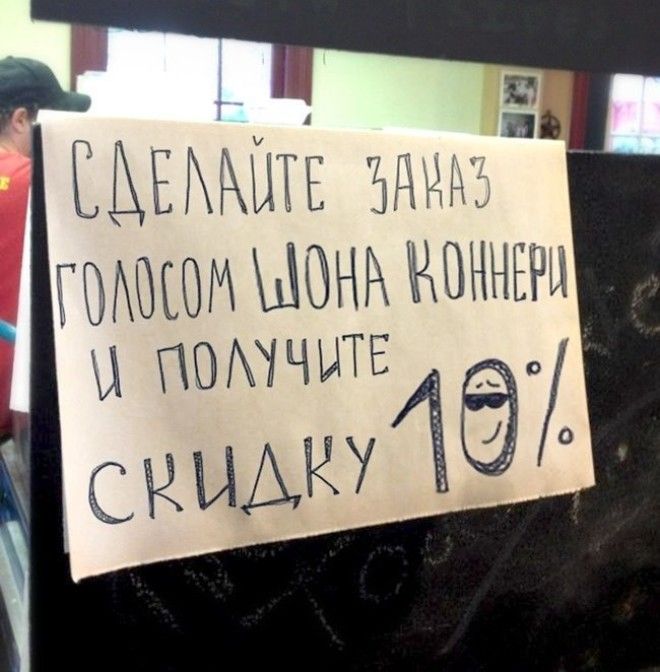 СДЕЛАЙТЕ ЗАКАЗ
ГОЛОСОМ ШОНА КОННЕРИ
И ПОЛУЧИТЕ
СКИДКУ 10%